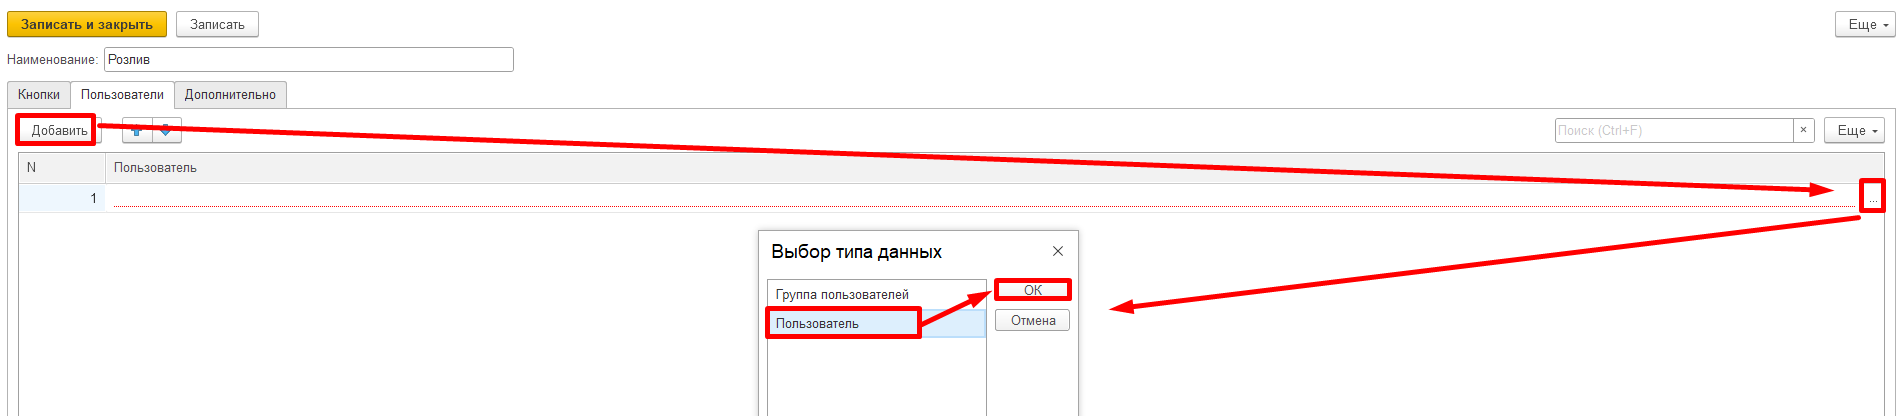 Записать и закрыть Записать Еще
Наименование: Розлив
Кнопки Пользователи Дополнительно
Добавить Поиск (Ctrl+F) × Еще
N Пользователь
1 ...
Выбор типа данных
Группа пользователей OK
Пользователь Отмена